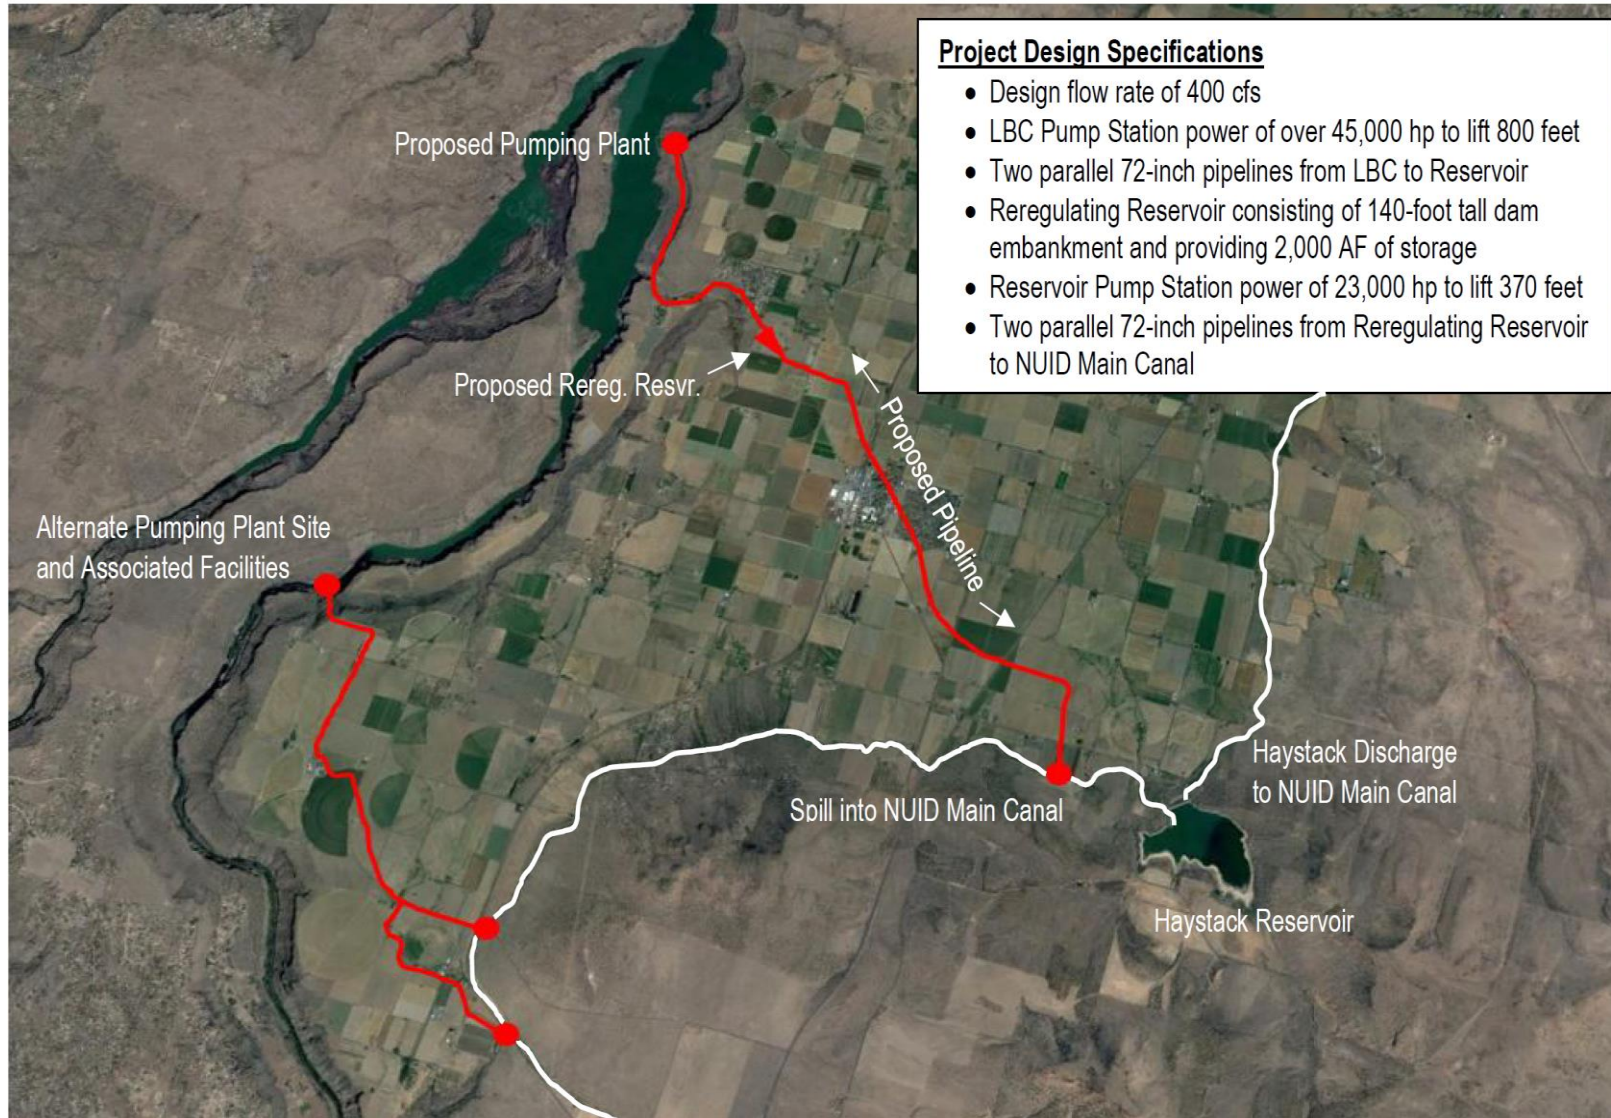 Project Design Specifications
• Design flow rate of 400 cfs
• LBC Pump Station power of over 45,000 hp to lift 800 feet
• Two parallel 72-inch pipelines from LBC to Reservoir
• Reregulating Reservoir consisting of 140-foot tall dam
embankment and providing 2,000 AF of storage
• Reservoir Pump Station power of 23,000 hp to lift 370 feet
• Two parallel 72-inch pipelines from Reregulating Reservoir
to NUID Main Canal
Proposed Pumping Plant
Proposed Rereg. Resvr.
Proposed Pipeline
Alternate Pumping Plant Site
and Associated Facilities
Spill into NUID Main Canal
Haystack Discharge
to NUID Main Canal
Haystack Reservoir